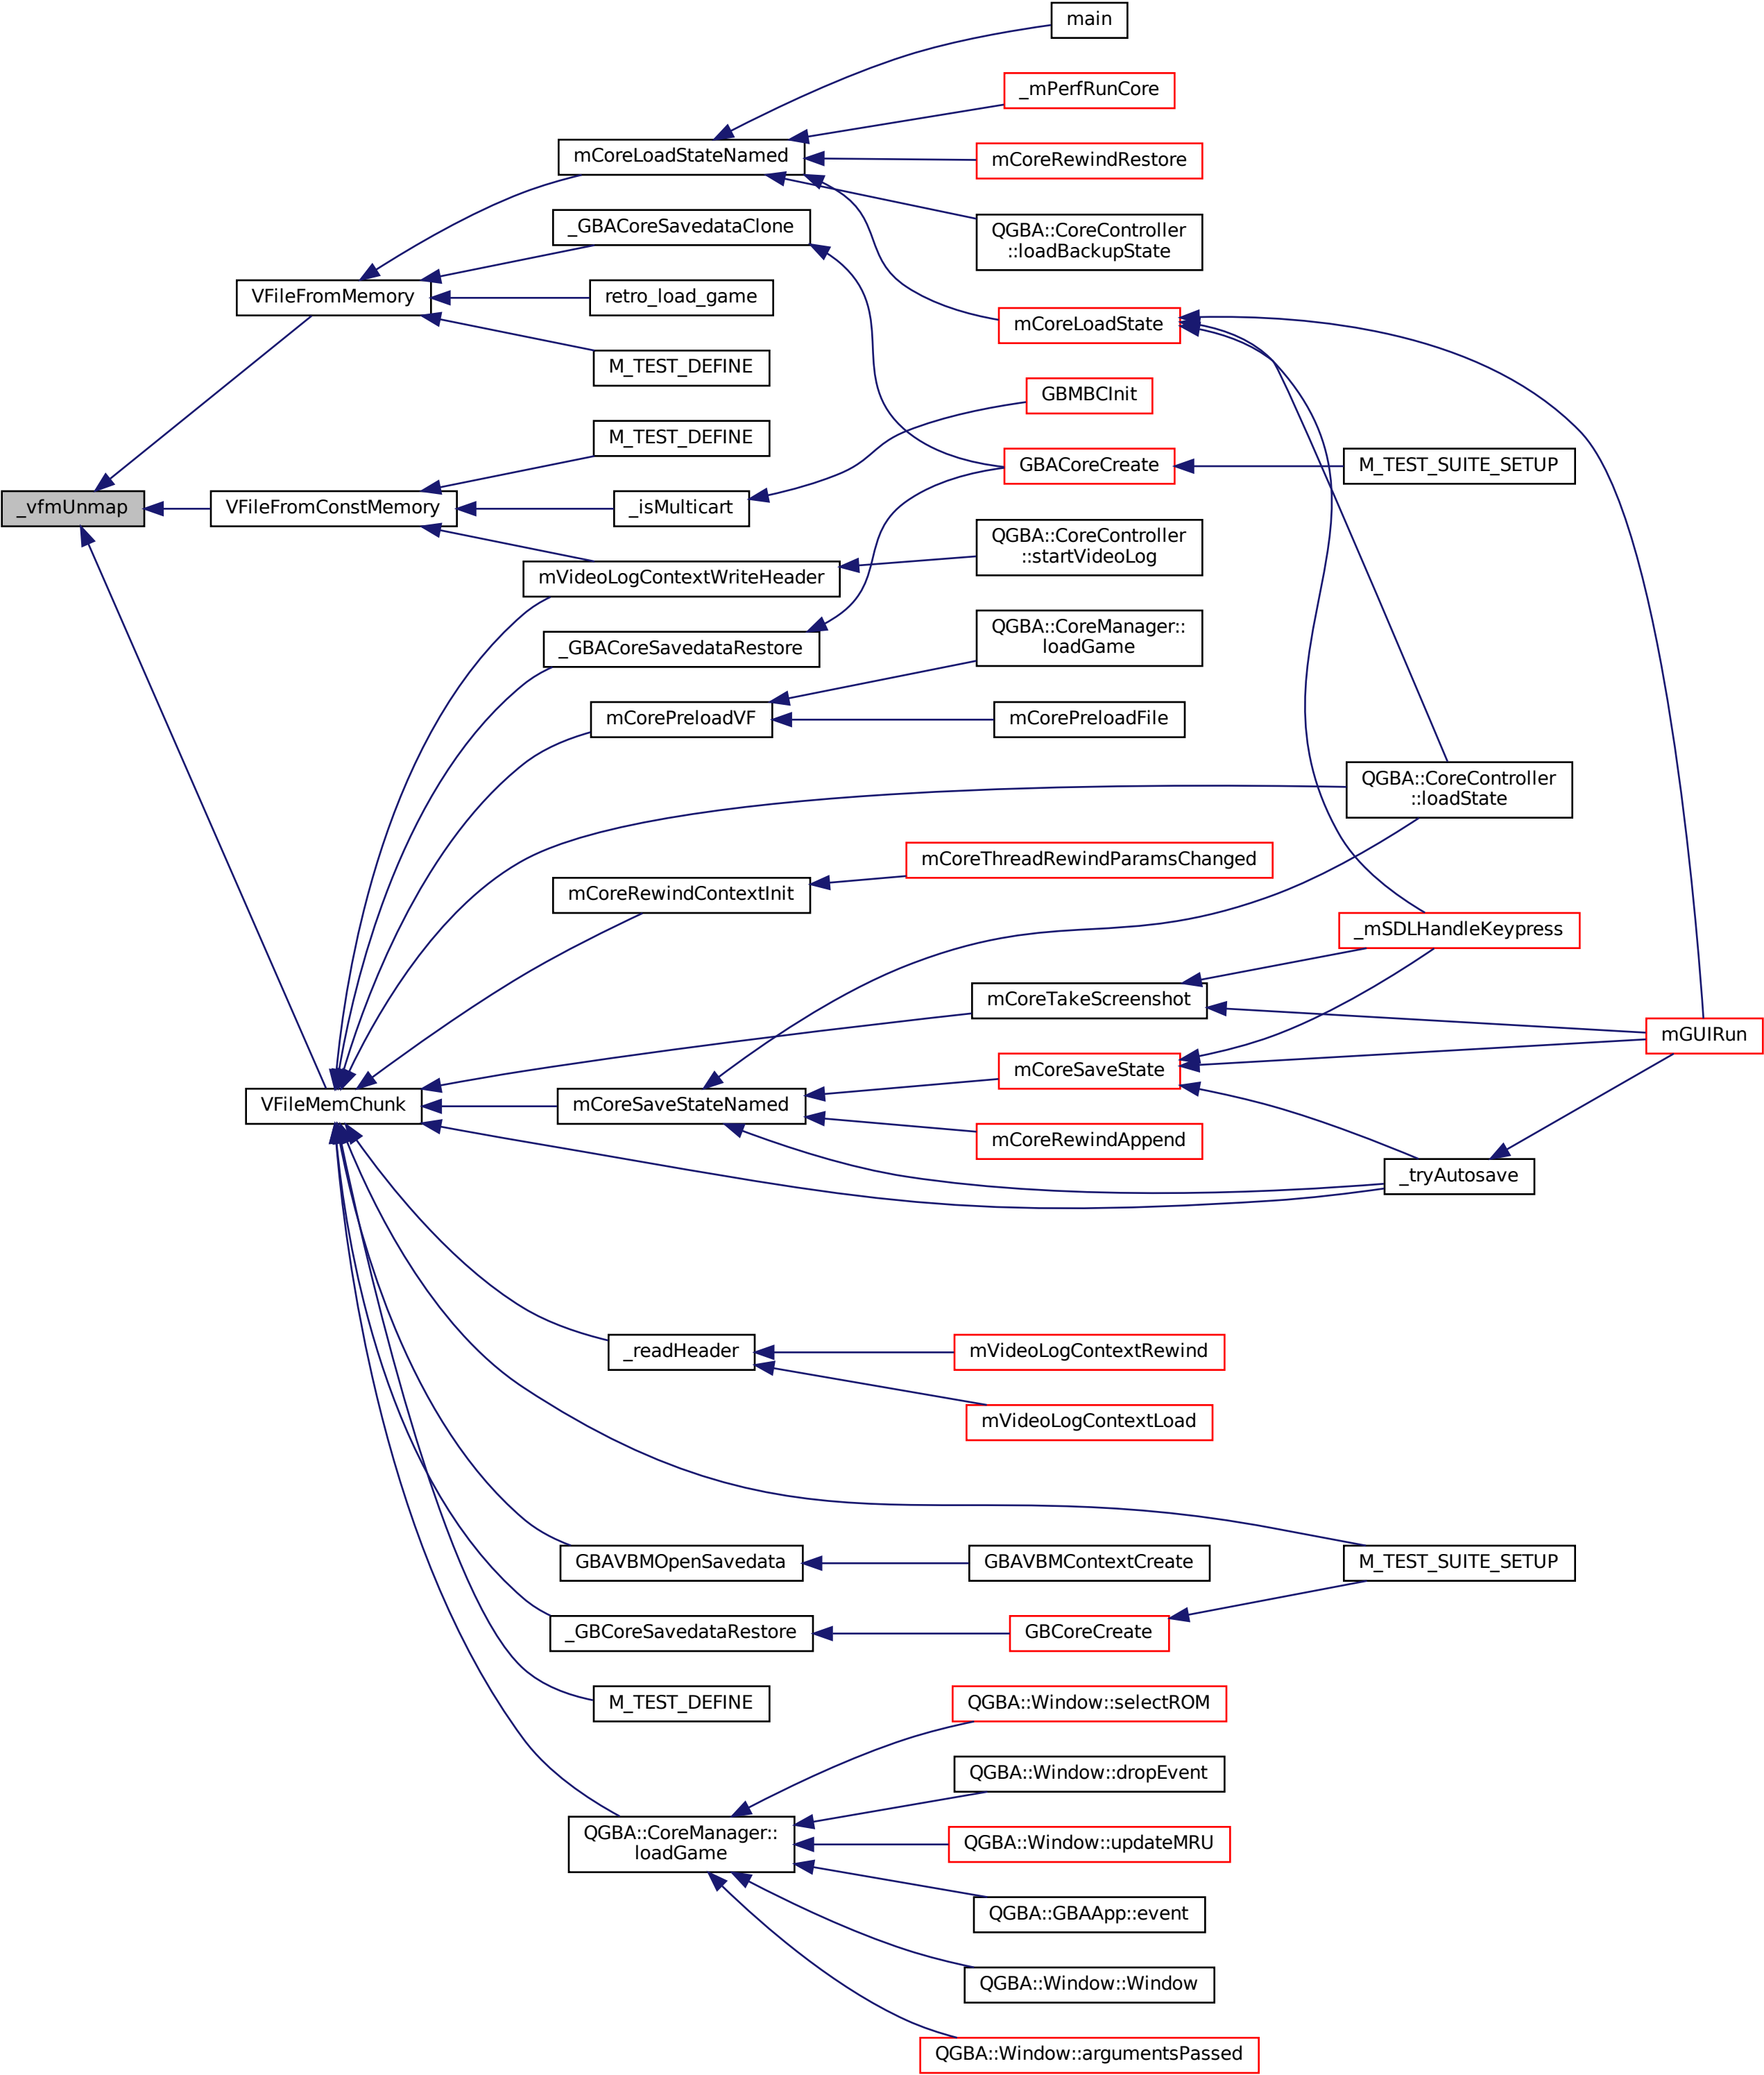 main
_mPerfRunCore
mCoreLoadStateNamed
mCoreRewindRestore
_GBACoreSavedataClone
QGBA::CoreController
::loadBackupState
VFileFromMemory
retro_load_game
mCoreLoadState
M_TEST_DEFINE
GBMBCInit
M_TEST_DEFINE
GBACoreCreate
M_TEST_SUITE_SETUP
_vfmUnmap
VFileFromConstMemory
_isMulticart
QGBA::CoreController
::startVideoLog
mVideoLogContextWriteHeader
QGBA::CoreManager::
loadGame
_GBACoreSavedataRestore
mCorePreloadVF
mCorePreloadFile
QGBA::CoreController
::loadState
mCoreThreadRewindParamsChanged
mCoreRewindContextInit
_mSDLHandleKeypress
mCoreTakeScreenshot
mGUIRun
mCoreSaveState
VFileMemChunk
mCoreSaveStateNamed
mCoreRewindAppend
_tryAutosave
_readHeader
mVideoLogContextRewind
mVideoLogContextLoad
GBAVBMOpenSavedata
GBAVBMContextCreate
M_TEST_SUITE_SETUP
_GBCoreSavedataRestore
GBCoreCreate
M_TEST_DEFINE
QGBA::Window::selectROM
QGBA::Window::dropEvent
QGBA::CoreManager::
loadGame
QGBA::Window::updateMRU
QGBA::GBAApp::event
QGBA::Window::Window
QGBA::Window::argumentsPassed